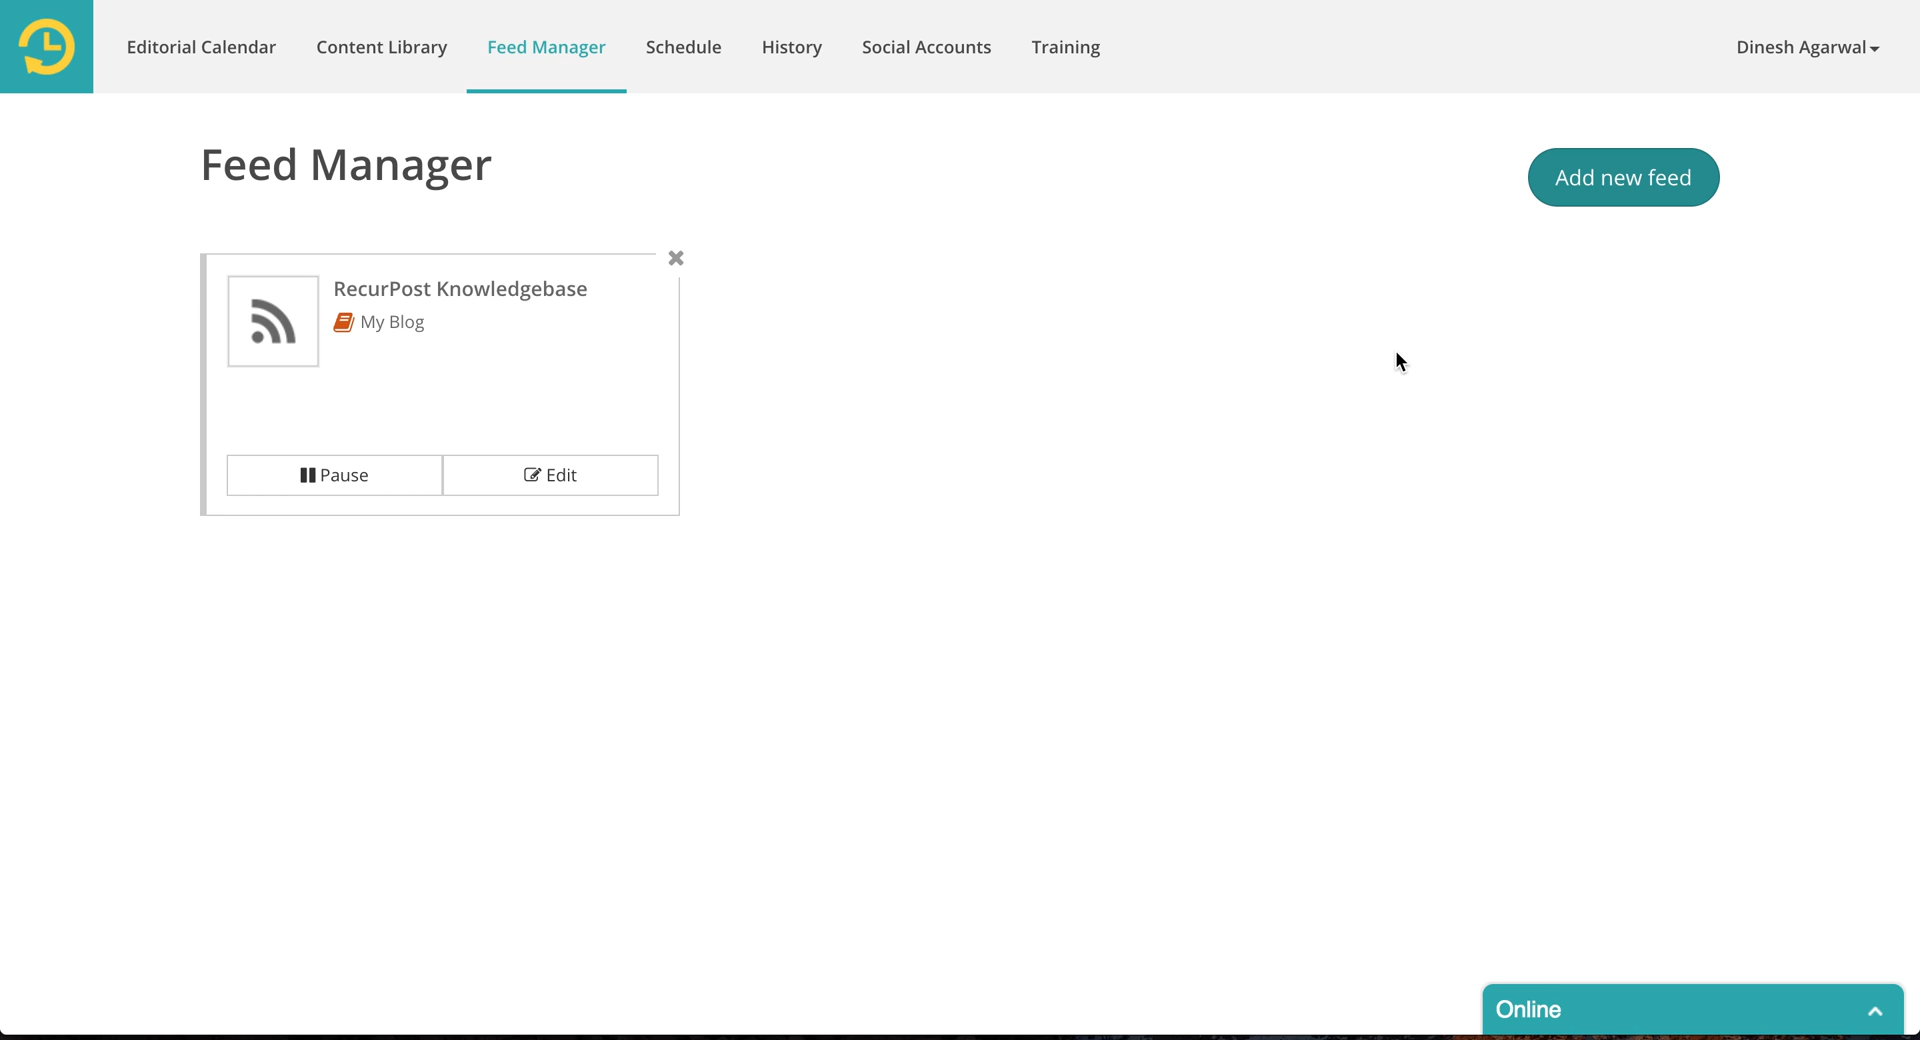 Editorial Calendar Content Library Feed Manager Schedule History Social Accounts Training Dinesh Agarwal
Feed Manager
Add new feed
RecurPost Knowledgebase
My Blog
Pause Edit
Online